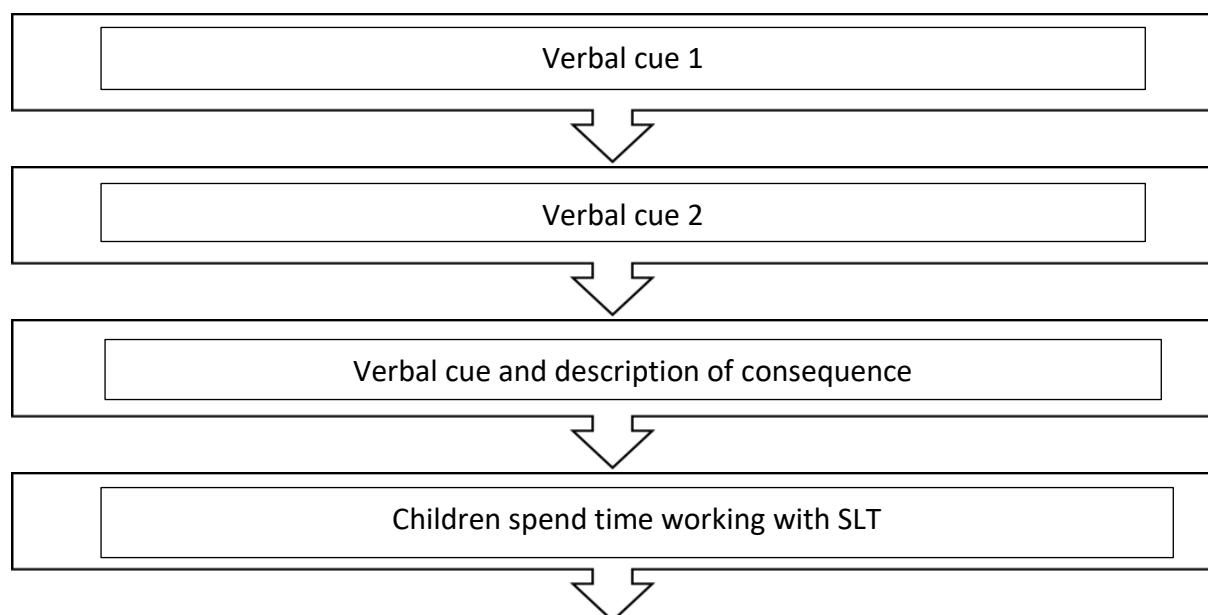 Verbal cue 1
Verbal cue 2
Verbal cue and description of consequence
Children spend time working with SLT